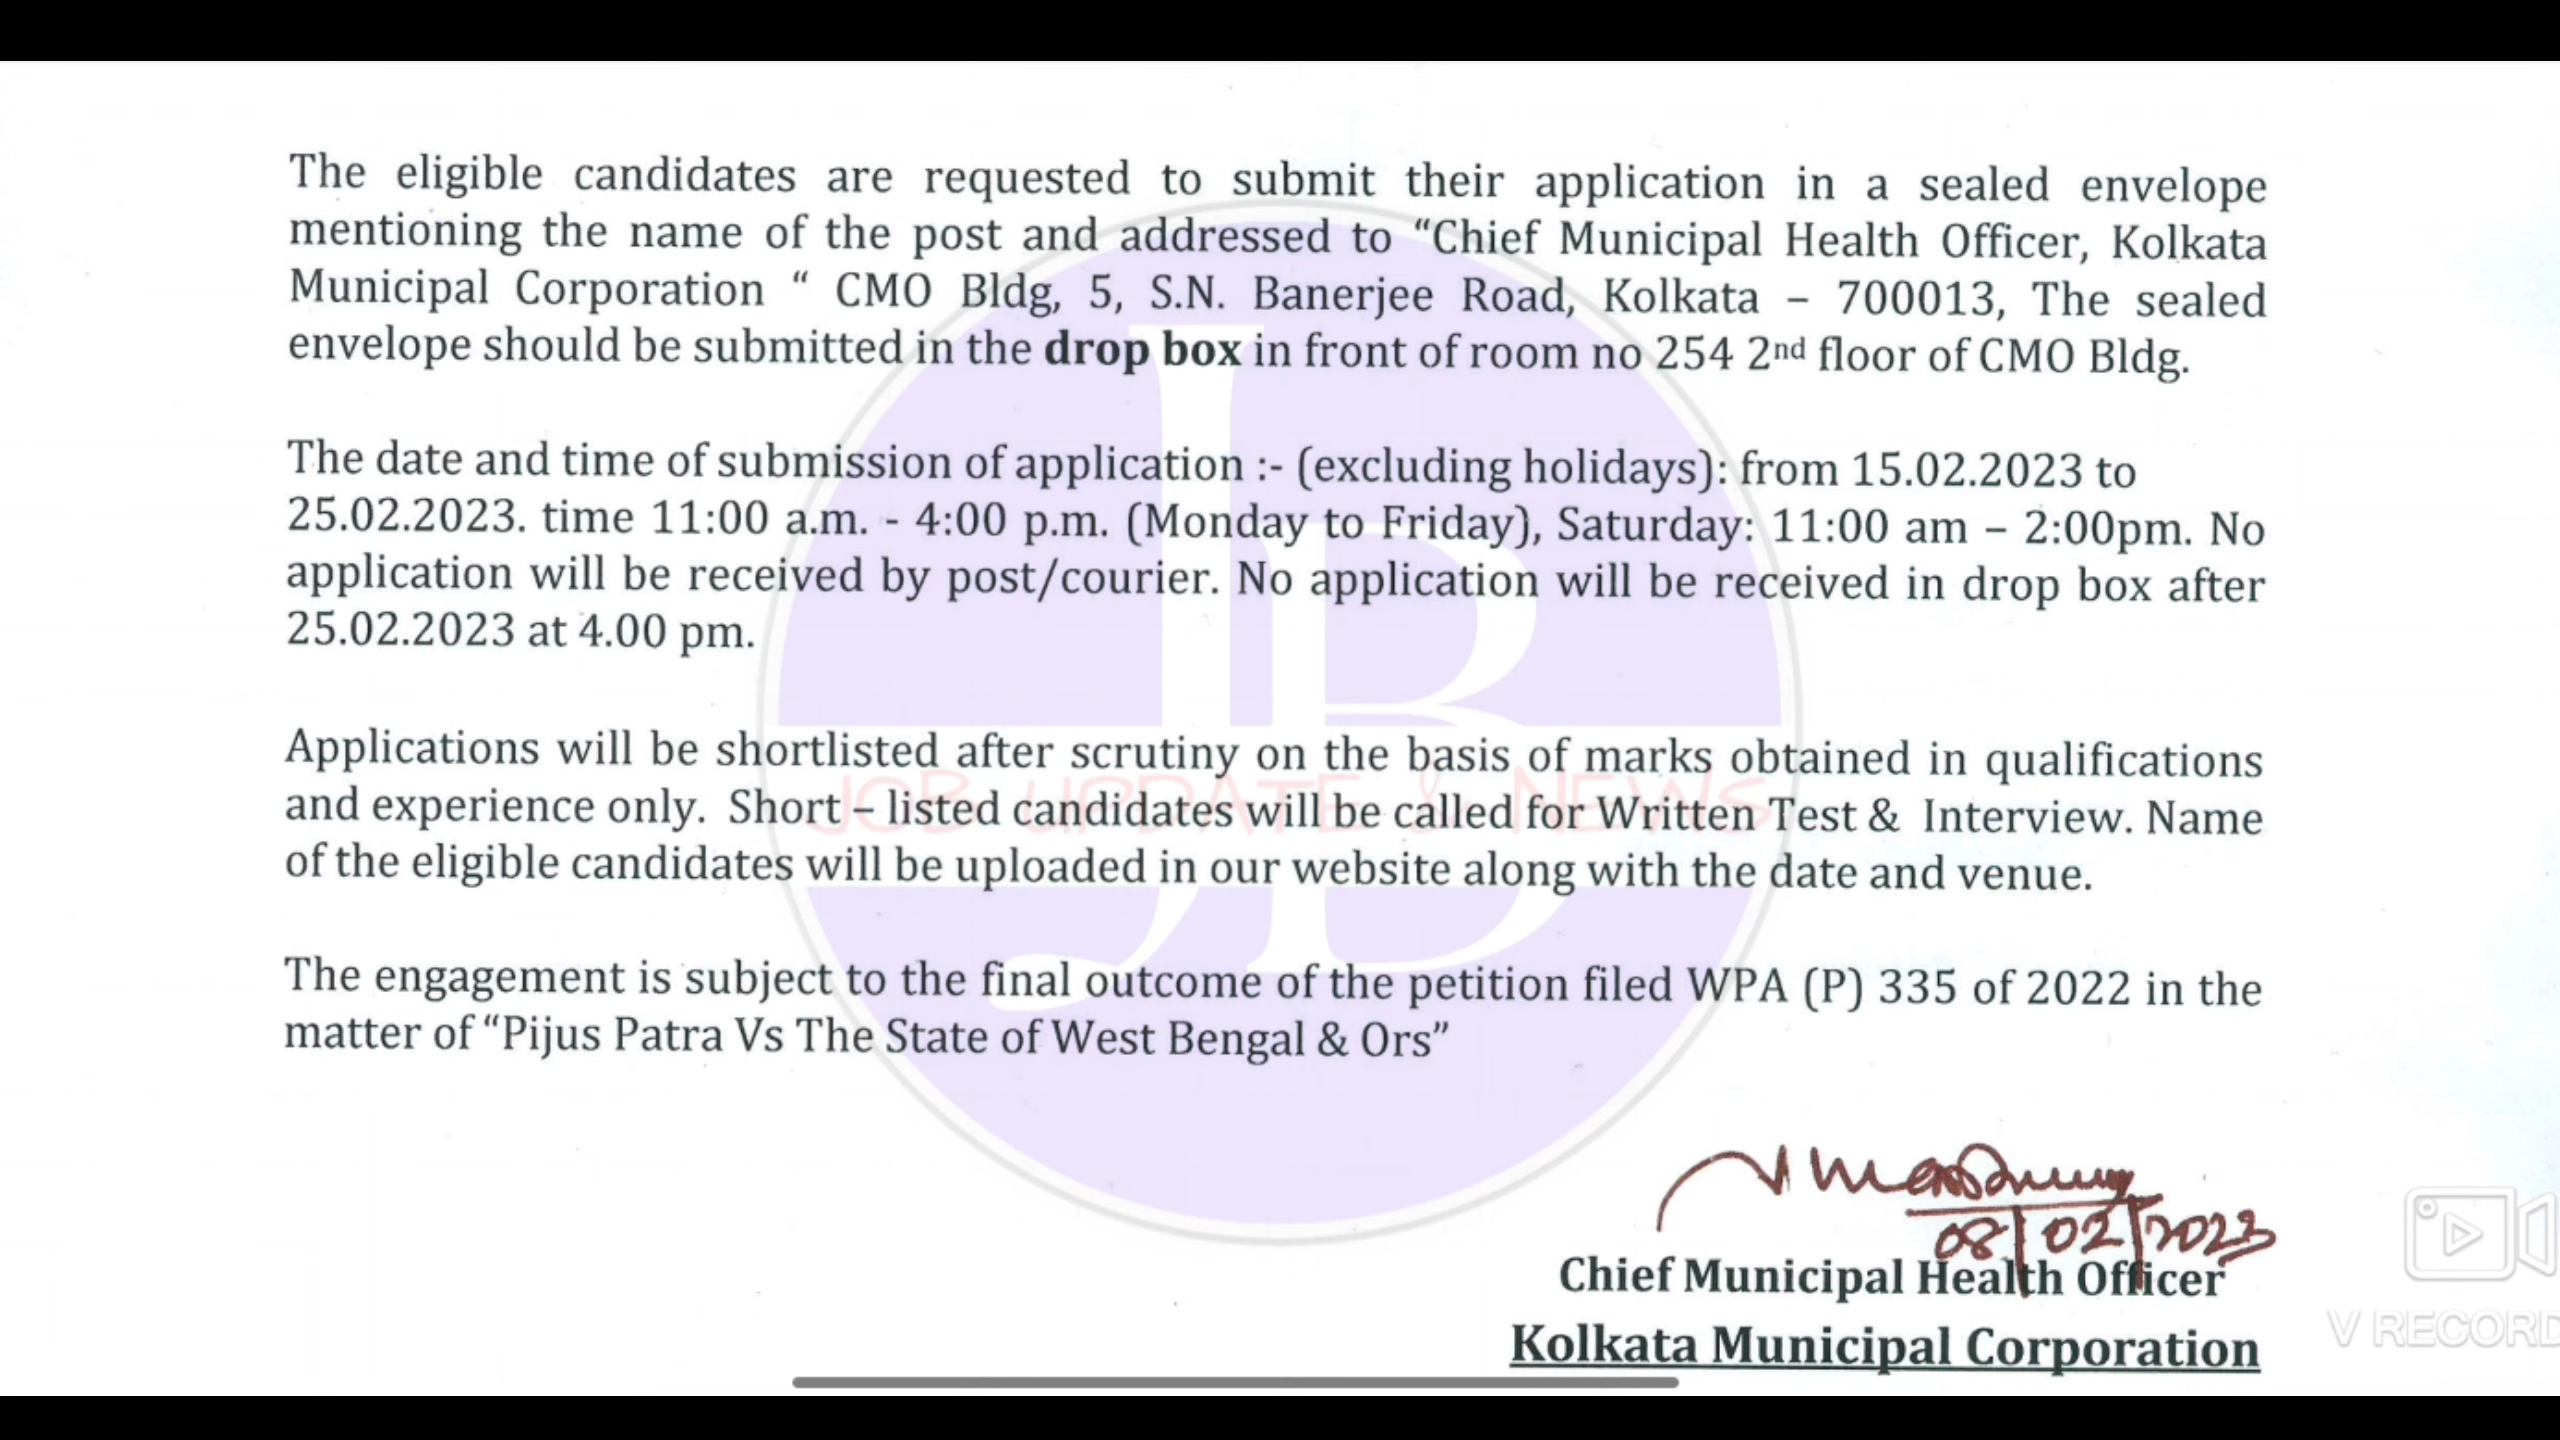 The eligible candidates are requested to submit their application in a sealed envelope
mentioning the name of the post and addressed to “Chief Municipal Health Officer, Kolkata
Municipal Corporation “ CMO Bldg, 5, S.N. Banerjee Road, Kolkata – 700013, The sealed
envelope should be submitted in the drop box in front of room no 254 2nd floor of CMO Bldg.
The date and time of submission of application :- (excluding holidays): from 15.02.2023 to
25.02.2023. time 11:00 a.m. - 4:00 p.m. (Monday to Friday), Saturday: 11:00 am – 2:00pm. No
application will be received by post/courier. No application will be received in drop box after
25.02.2023 at 4.00 pm.
Applications will be shortlisted after scrutiny on the basis of marks obtained in qualifications
JOB UPDATE & NEWS
and experience only. Short – listed candidates will be called for Written Test & Interview. Name
of the eligible candidates will be uploaded in our website along with the date and venue.
The engagement is subject to the final outcome of the petition filed WPA (P) 335 of 2022 in the
matter of “Pijus Patra Vs The State of West Bengal & Ors”
08/02/2023
Chief Municipal Health Officer
Kolkata Municipal Corporation
V RECORD
JB